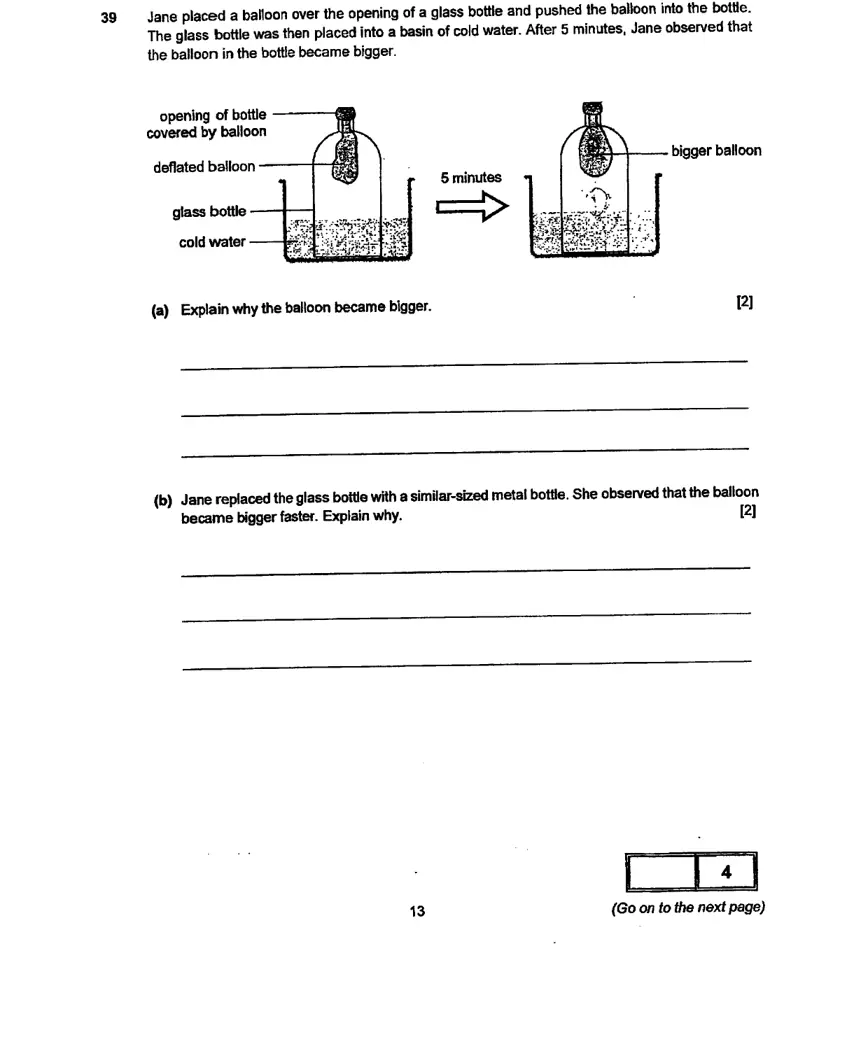 39 Jane placed a balloon over the opening of a glass bottle and pushed the balloon into the bottle.
The glass bottle was then placed into a basin of cold water. After 5 minutes, Jane observed that
the balloon in the bottle became bigger.
opening of bottle
covered by balloon
deflated balloon
glass bottle
cold water
5 minutes
bigger balloon
(a) Explain why the balloon became bigger. [2]
(b) Jane replaced the glass bottle with a similar-sized metal bottle. She observed that the balloon
became bigger faster. Explain why. [2]
4
13
(Go on to the next page)